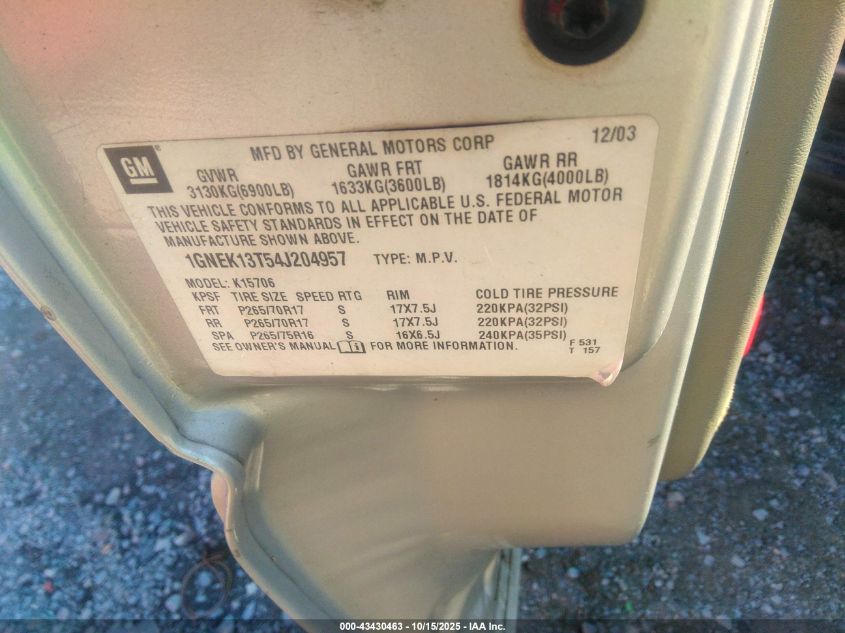 GM
MFD BY GENERAL MOTORS CORP 12/03
GVWR GAWR FRT GAWR RR
3130KG(6900LB) 1633KG(3600LB) 1814KG(4000LB)
THIS VEHICLE CONFORMS TO ALL APPLICABLE U.S. FEDERAL MOTOR
VEHICLE SAFETY STANDARDS IN EFFECT ON THE DATE OF
MANUFACTURE SHOWN ABOVE.
1GNEK13T54J204957 TYPE: M.P.V.
MODEL: K15706
KPSF TIRE SIZE SPEED RTG RIM COLD TIRE PRESSURE
FRT P265/70R17 S 17X7.5J 220KPA(32PSI)
RR P265/70R17 S 17X7.5J 220KPA(32PSI)
SPA P265/75R16 S 16X6.5J 240KPA(35PSI)
SEE OWNER'S MANUAL FOR MORE INFORMATION.
F 531
T 157
000-43430463 - 10/15/2025 - IAA Inc.